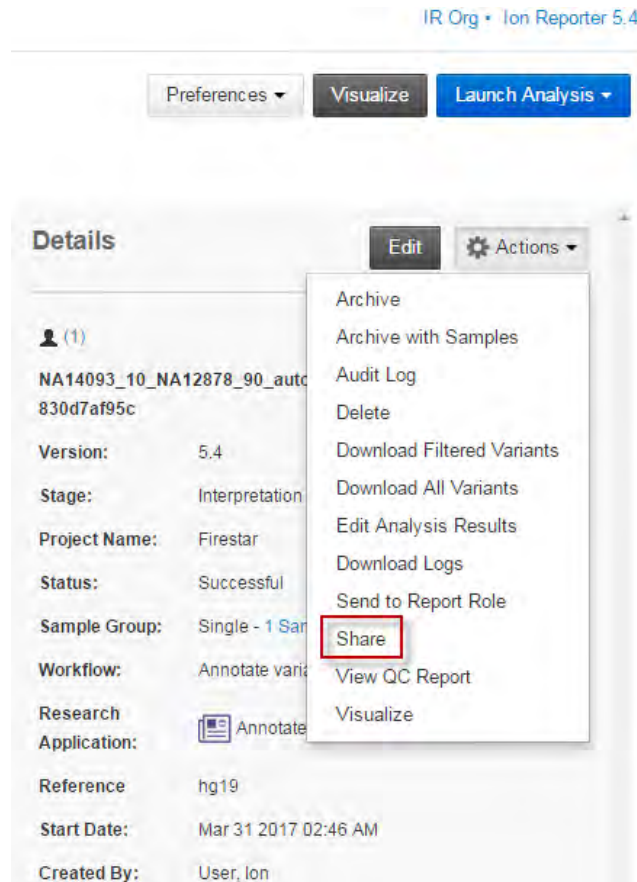 IR Org • Ion Reporter 5.4
Preferences Visualize Launch Analysis
Details Edit Actions
Archive
(1) Archive with Samples
NA14093_10_NA12878_90_auto Audit Log
830d7af95c Delete
Version: 5.4 Download Filtered Variants
Stage: Interpretation Download All Variants
Project Name: Firestar Edit Analysis Results
Status: Successful Download Logs
Sample Group: Single - 1 Sam Send to Report Role
Share
Workflow: Annotate varia View QC Report
Research
Application: Annotate Visualize
Reference hg19
Start Date: Mar 31 2017 02:46 AM
Created By: User, Ion